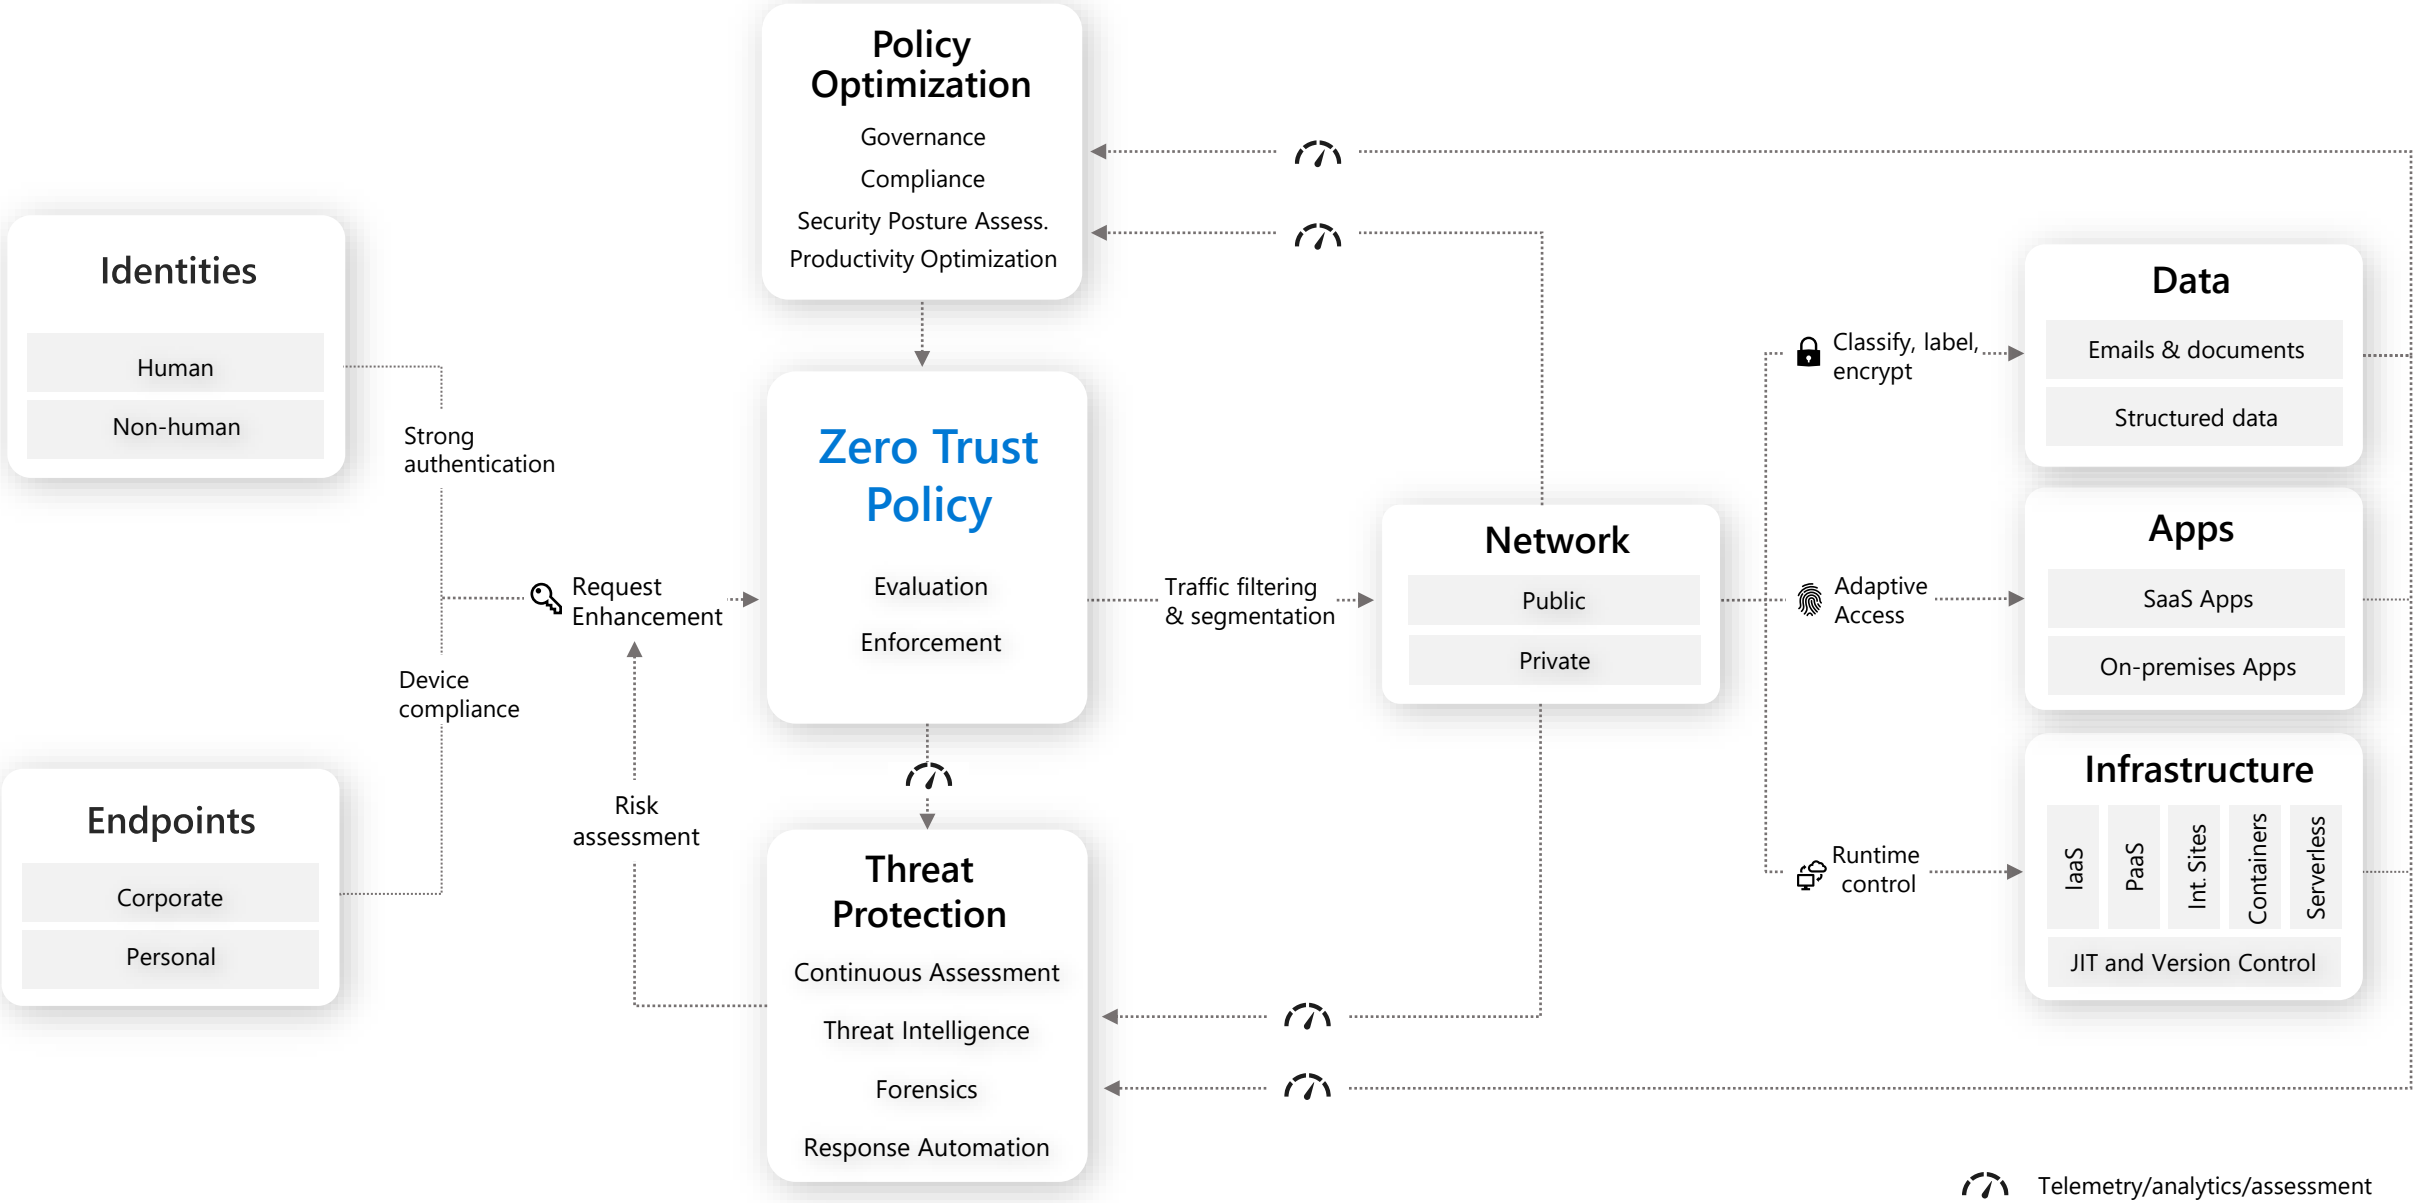 Policy
Optimization
Governance
Compliance
Security Posture Assess.
Productivity Optimization
Identities
Human
Non-human
Strong
authentication
Device
compliance
Endpoints
Corporate
Personal
Request
Enhancement
Risk
assessment
Zero Trust
Policy
Evaluation
Enforcement
Threat
Protection
Continuous Assessment
Threat Intelligence
Forensics
Response Automation
Traffic filtering
& segmentation
Network
Public
Private
Classify, label,
encrypt
Adaptive
Access
Runtime
control
Data
Emails & documents
Structured data
Apps
SaaS Apps
On-premises Apps
Infrastructure
IaaS
PaaS
Int. Sites
Containers
Serverless
JIT and Version Control
Telemetry/analytics/assessment